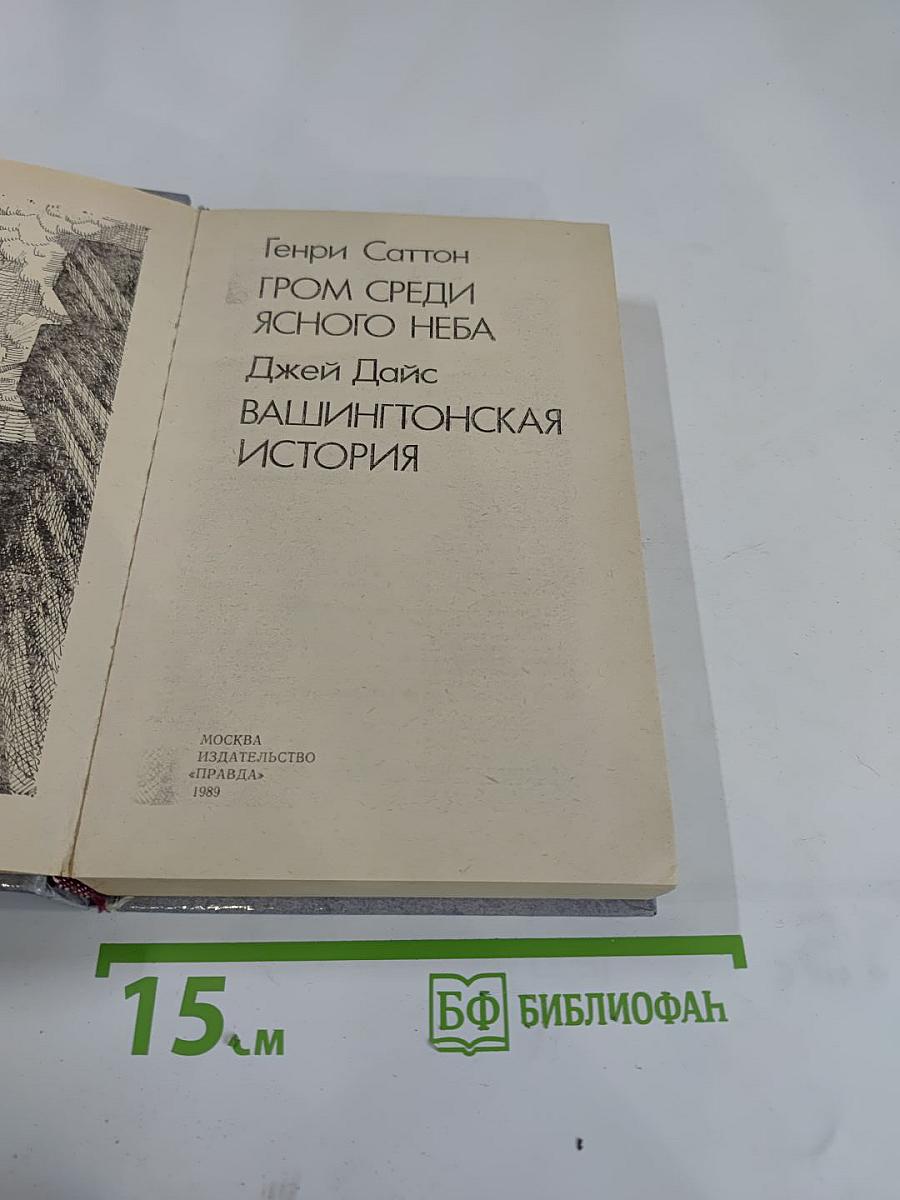 Генри Саттон
ГРОМ СРЕДИ
ЯСНОГО НЕБА
Джей Дайс
ВАШИНГТОНСКАЯ
ИСТОРИЯ
МОСКВА
ИЗДАТЕЛЬСТВО
«ПРАВДА»
1989
15 см
БФ БИБЛИОФАН